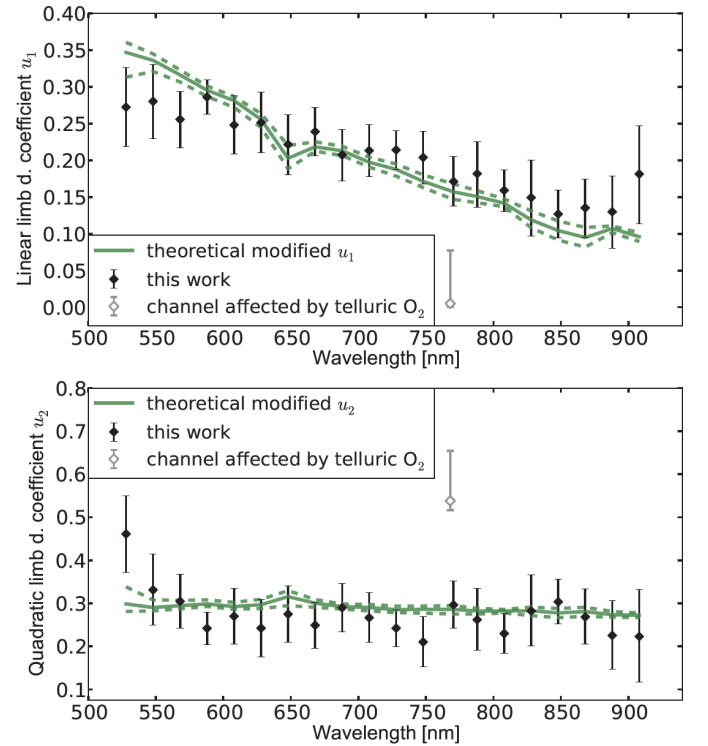 0.40
0.35
0.30
0.25
0.20
0.15
0.10
0.05
0.00
Linear limb d. coefficient u1
theoretical modified u1
this work
channel affected by telluric O2
500 550 600 650 700 750 800 850 900
Wavelength [nm]
0.8
0.7
0.6
0.5
0.4
0.3
0.2
0.1
Quadratic limb d. coefficient u2
theoretical modified u2
this work
channel affected by telluric O2
500 550 600 650 700 750 800 850 900
Wavelength [nm]